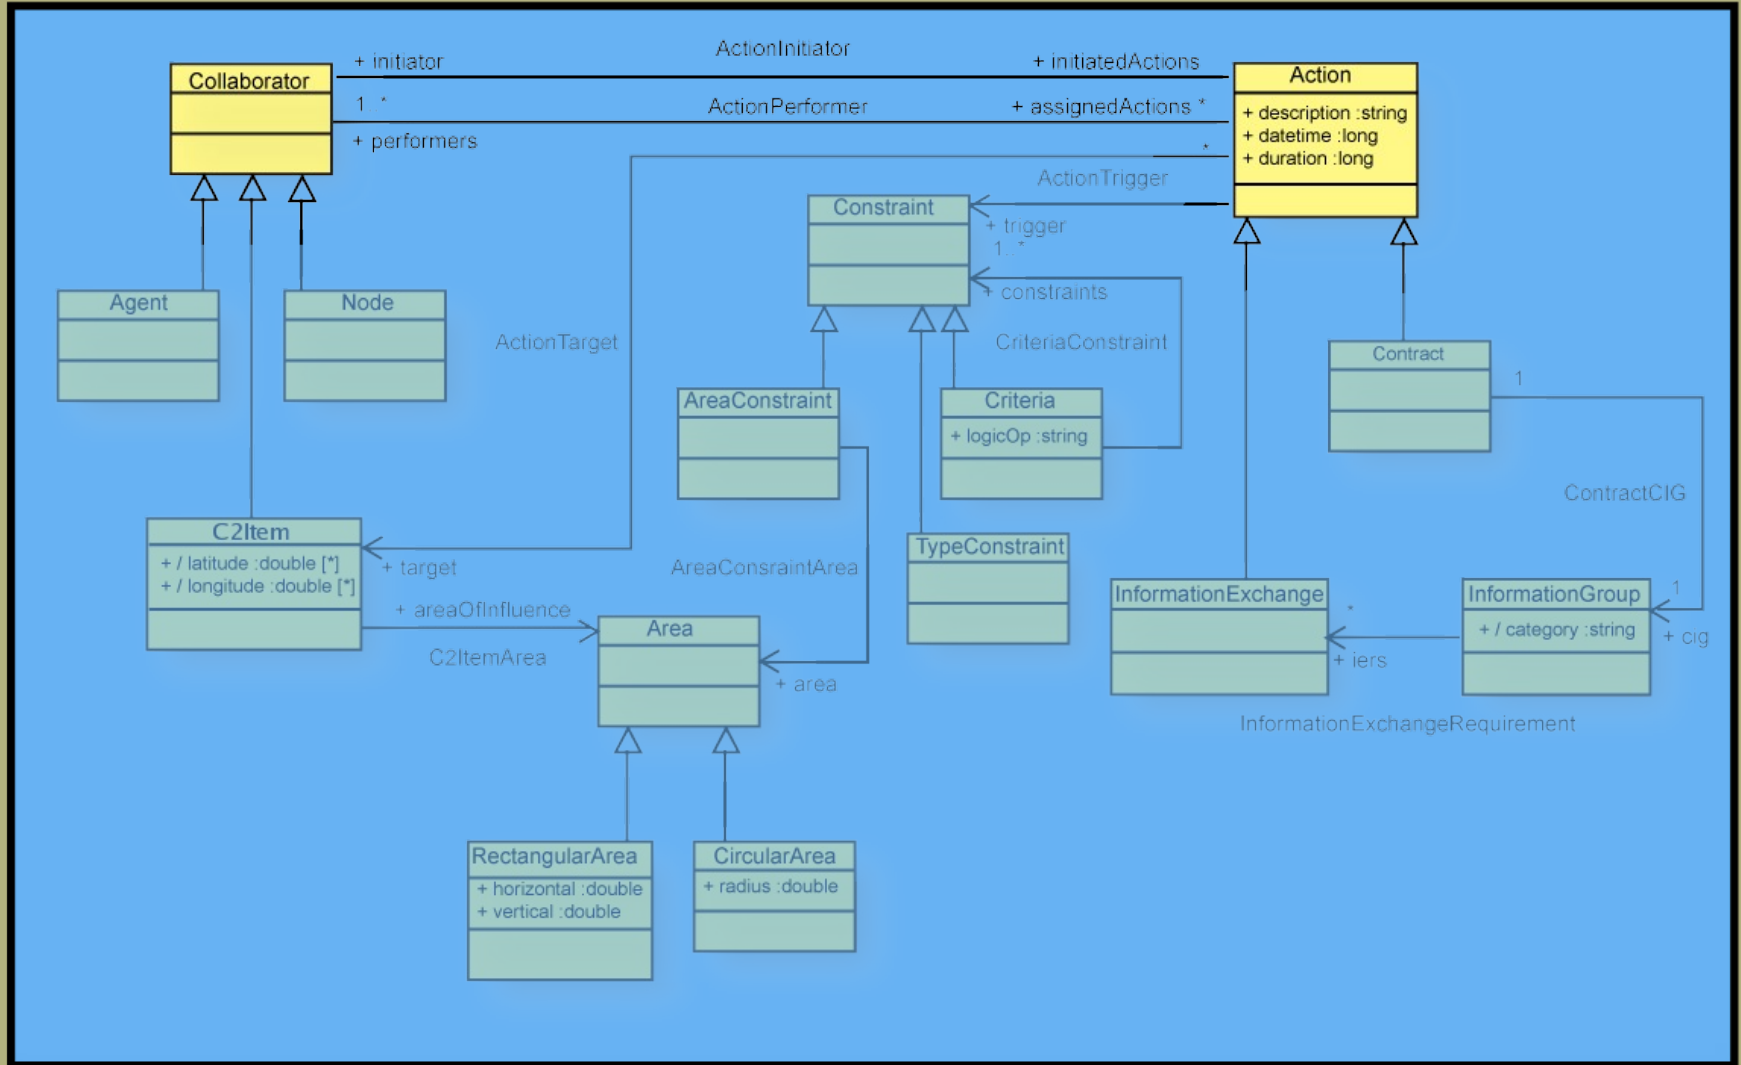 ActionInitiator
+ initiator
+ initiatedActions
Collaborator
Action
1 *
ActionPerformer
+ assignedActions *
+ description :string
+ performers
+ datetime :long
*
+ duration :long
ActionTrigger
Constraint
+ trigger
1..*
+ constraints
Agent
Node
ActionTarget
CriteriaConstraint
Contract
1
AreaConstraint
Criteria
+ logicOp :string
ContractCIG
C2Item
+ / latitude :double [*]
+ / longitude :double [*]
+ target
AreaConsraintArea
TypeConstraint
InformationExchange
InformationGroup
1
+ areaOfInfluence
*
+ / category :string
Area
+ cig
C2ItemArea
+ iers
+ area
InformationExchangeRequirement
RectangularArea
CircularArea
+ horizontal :double
+ radius :double
+ vertical :double